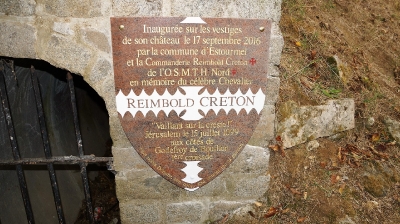 Inaugurée sur les vestiges
de son château le 17 septembre 2016
par la commune d'Estourmel
et la Commanderie Reimbold Creton
de l'O.S.M.T.H. Nord
en mémoire du célèbre Chevalier
REIMBOLD CRETON
"Vaillant sur la creste"
Jérusalem le 15 juillet 1099
aux côtés de
Godefroy de Bouillon
1ère croisade